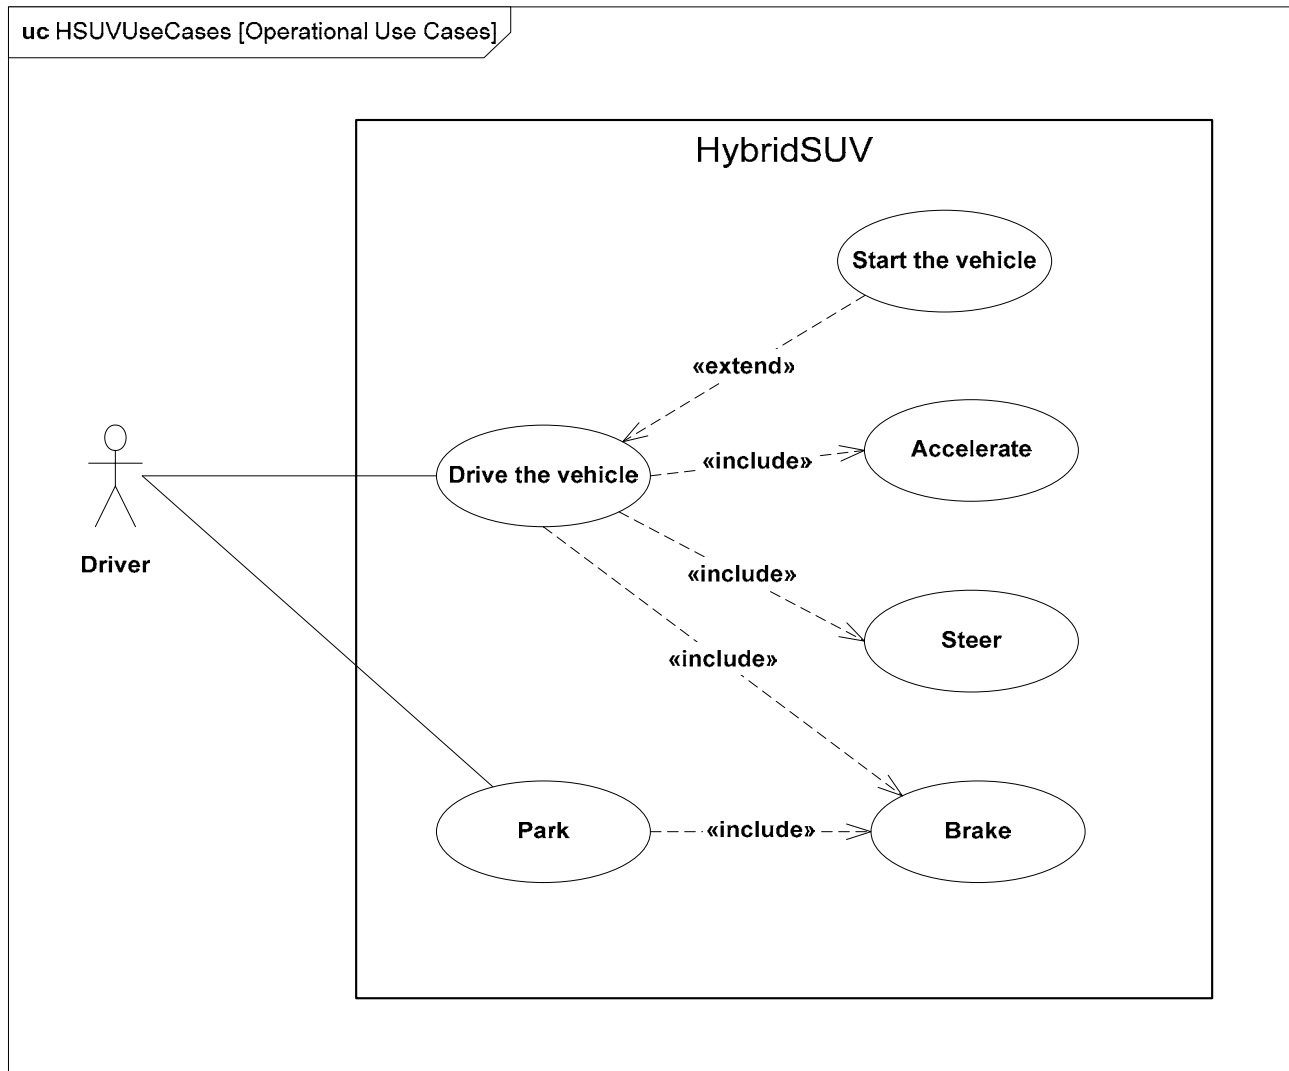 uc HSUVUseCases [Operational Use Cases]
HybridSUV
Start the vehicle
«extend»
Accelerate
«include»
Drive the vehicle
Driver
«include»
Steer
«include»
Park
«include»
Brake